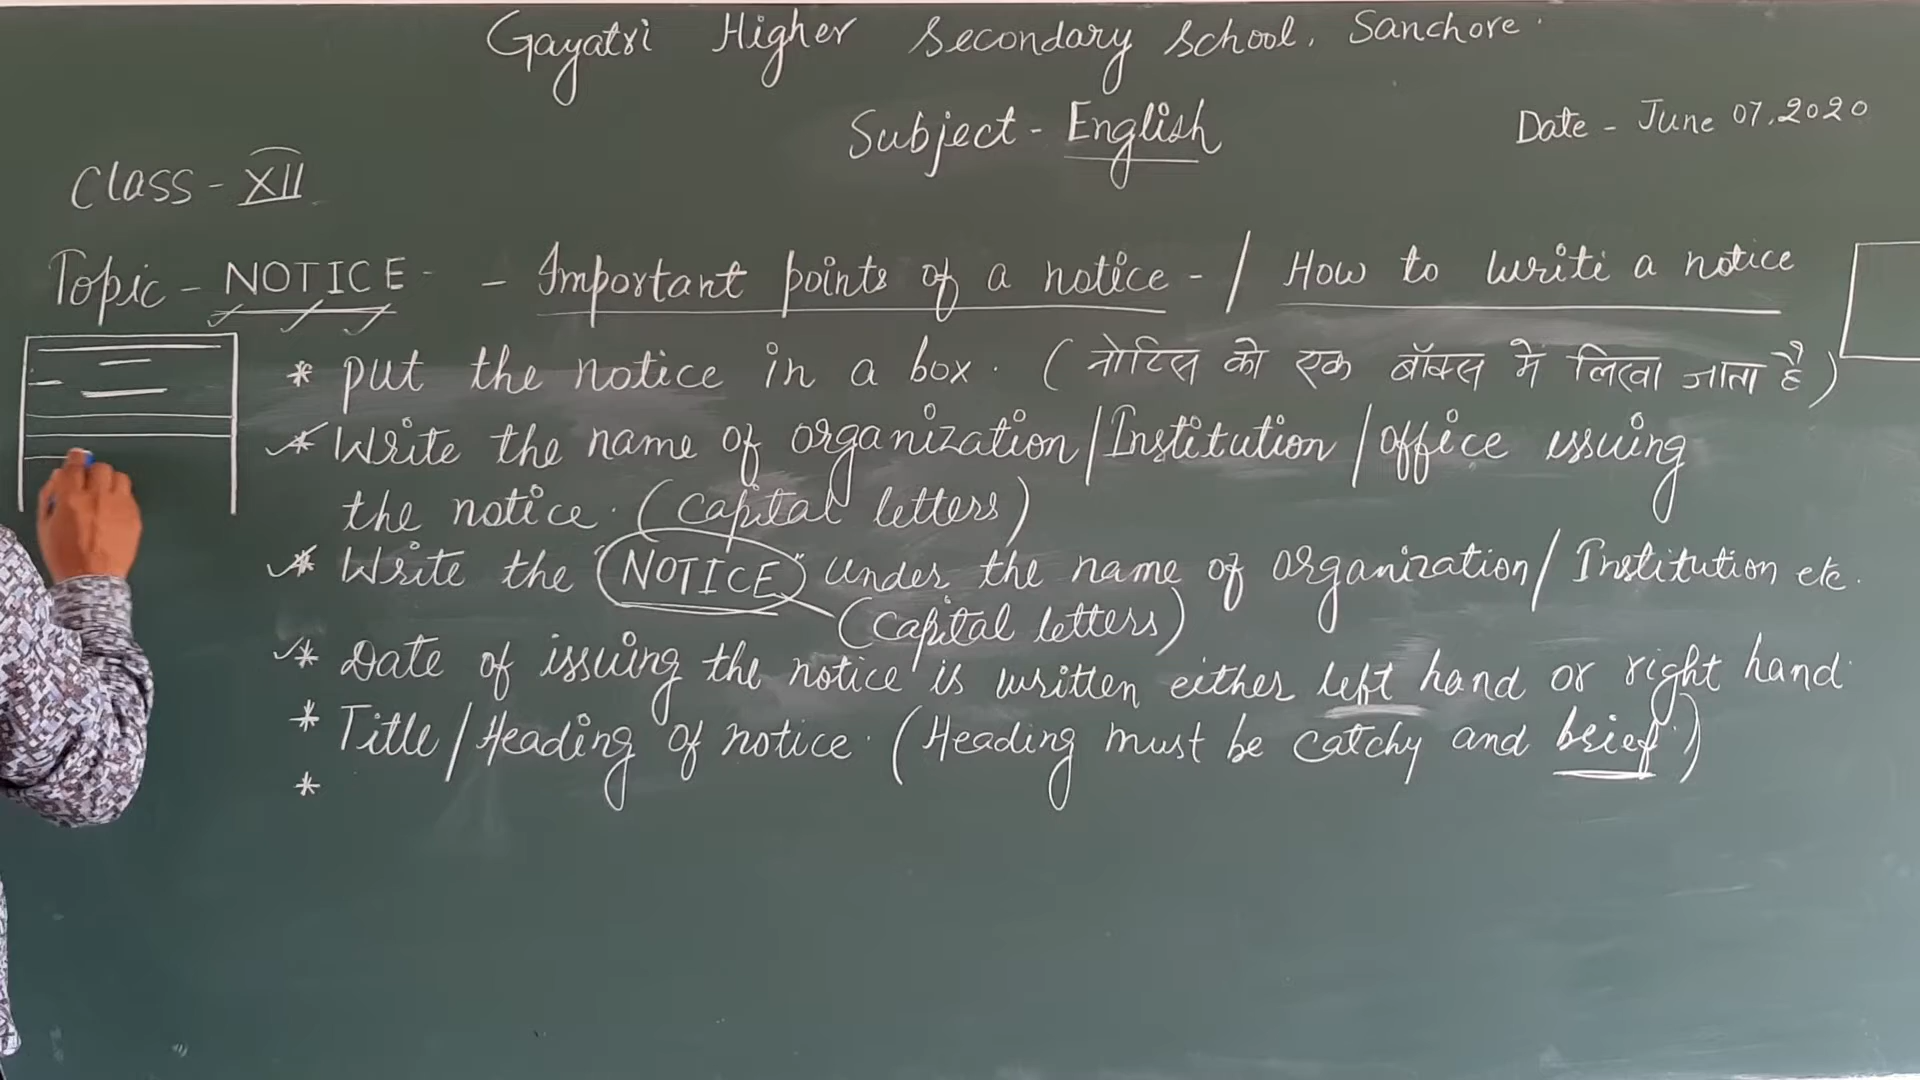 Gayatri Higher Secondary School, Sanchore.
Subject - English
Date - June 07, 2020
Class - XII
Topic - NOTICE - - Important points of a notice - / How to write a notice
* put the notice in a box. (नोटिस को एक बॉक्स में लिखा जाता है)
* Write the name of organization/Institution/office issuing
the notice. (Capital letters)
* Write the "NOTICE" under the name of organization/Institution etc.
(Capital letters)
* Date of issuing the notice is written either left hand or right hand.
* Title/Heading of notice. (Heading must be catchy and brief.)
*